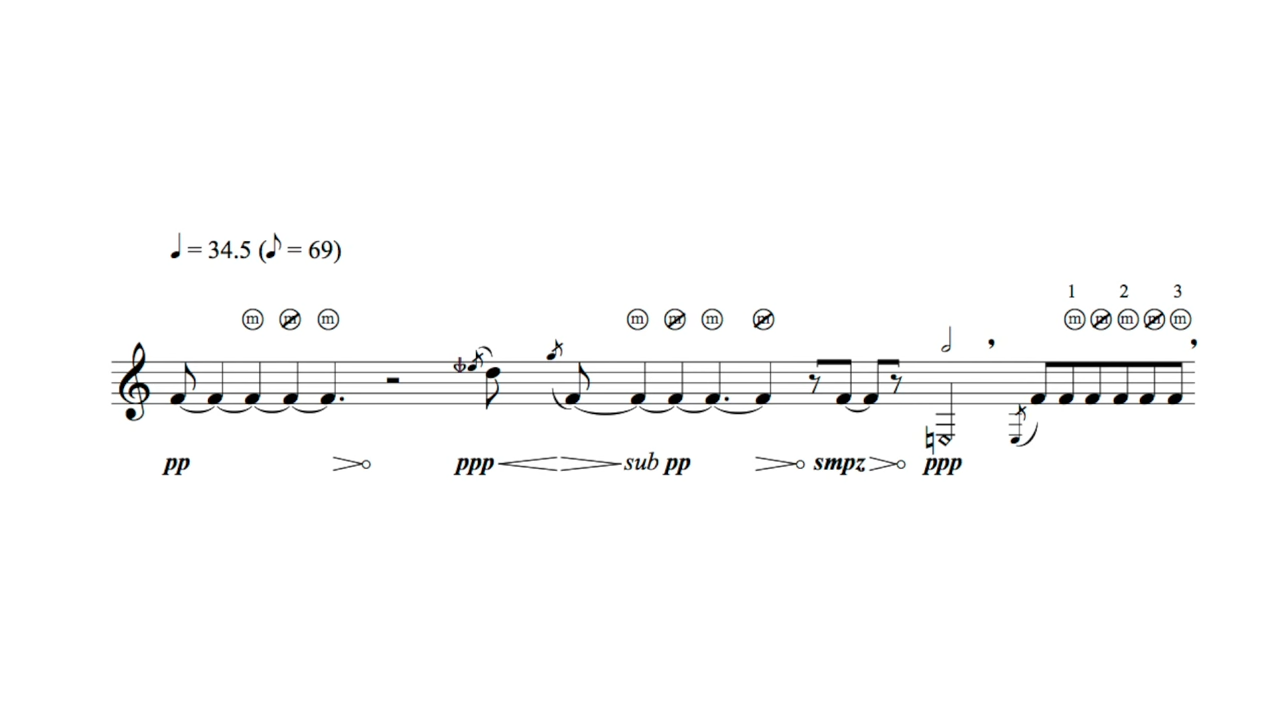 ♩ = 34.5 (♪ = 69)
1 2 3
m m m m m m m m m m m m
pp ppp sub pp smpz ppp